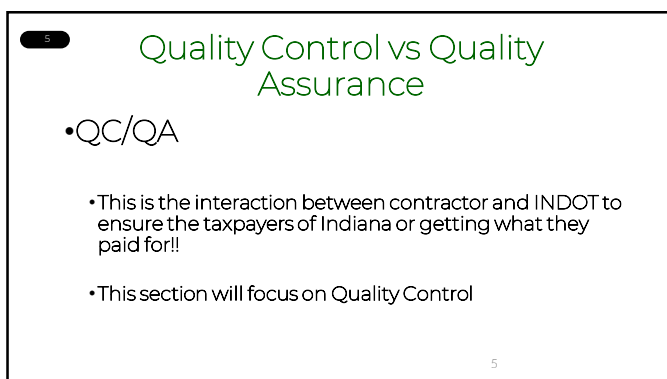 5
Quality Control vs Quality
Assurance
•QC/QA
•This is the interaction between contractor and INDOT to
ensure the taxpayers of Indiana or getting what they
paid for!!
•This section will focus on Quality Control
5